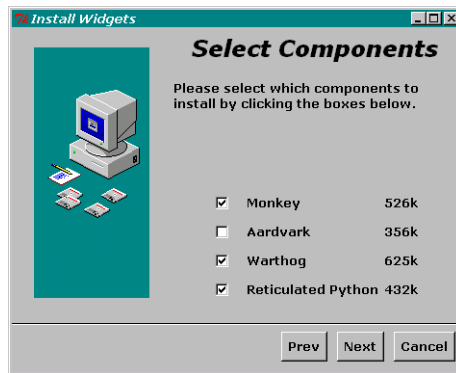 Install Widgets
Select Components
Please select which components to
install by clicking the boxes below.
Monkey 526k
Aardvark 356k
Warthog 625k
Reticulated Python 432k
Prev Next Cancel